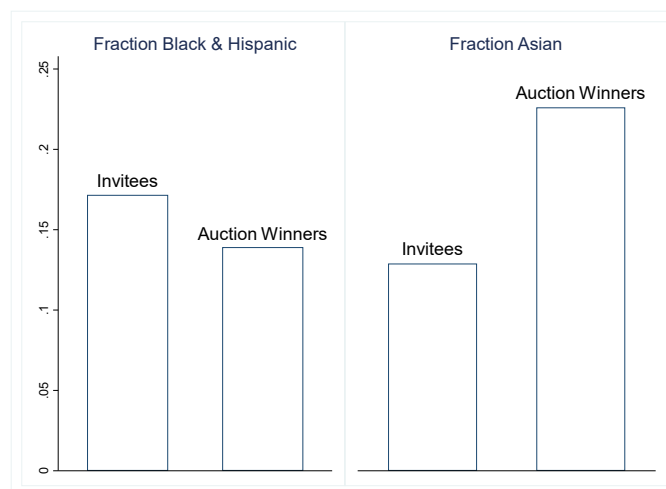 Fraction Black & Hispanic
Fraction Asian
.25
.2
.15
.1
.05
0
Invitees
Auction Winners
Invitees
Auction Winners